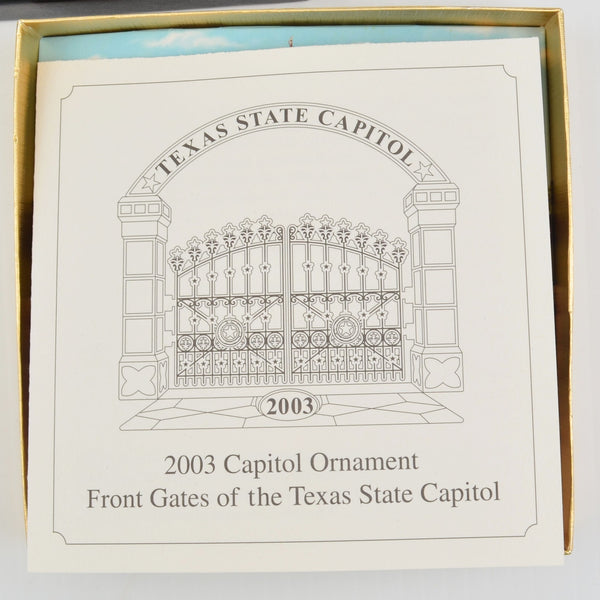 TEXAS STATE CAPITOL
2003
2003 Capitol Ornament
Front Gates of the Texas State Capitol